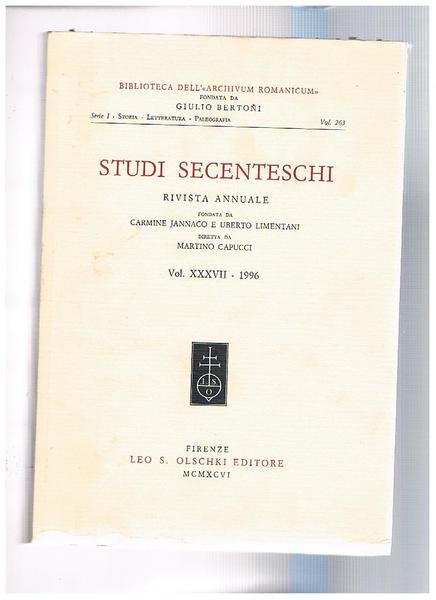 BIBLIOTECA DELL'«ARCHIVUM ROMANICUM»
FONDATA DA
GIULIO BERTONI
Serie I - Storia - Letteratura - Paleografia Vol. 263
STUDI SECENTESCHI
RIVISTA ANNUALE
FONDATA DA
CARMINE JANNACO E UBERTO LIMENTANI
DIRETTA DA
MARTINO CAPUCCI
Vol. XXXVII - 1996
L S
O
FIRENZE
LEO S. OLSCHKI EDITORE
MCMXCVI